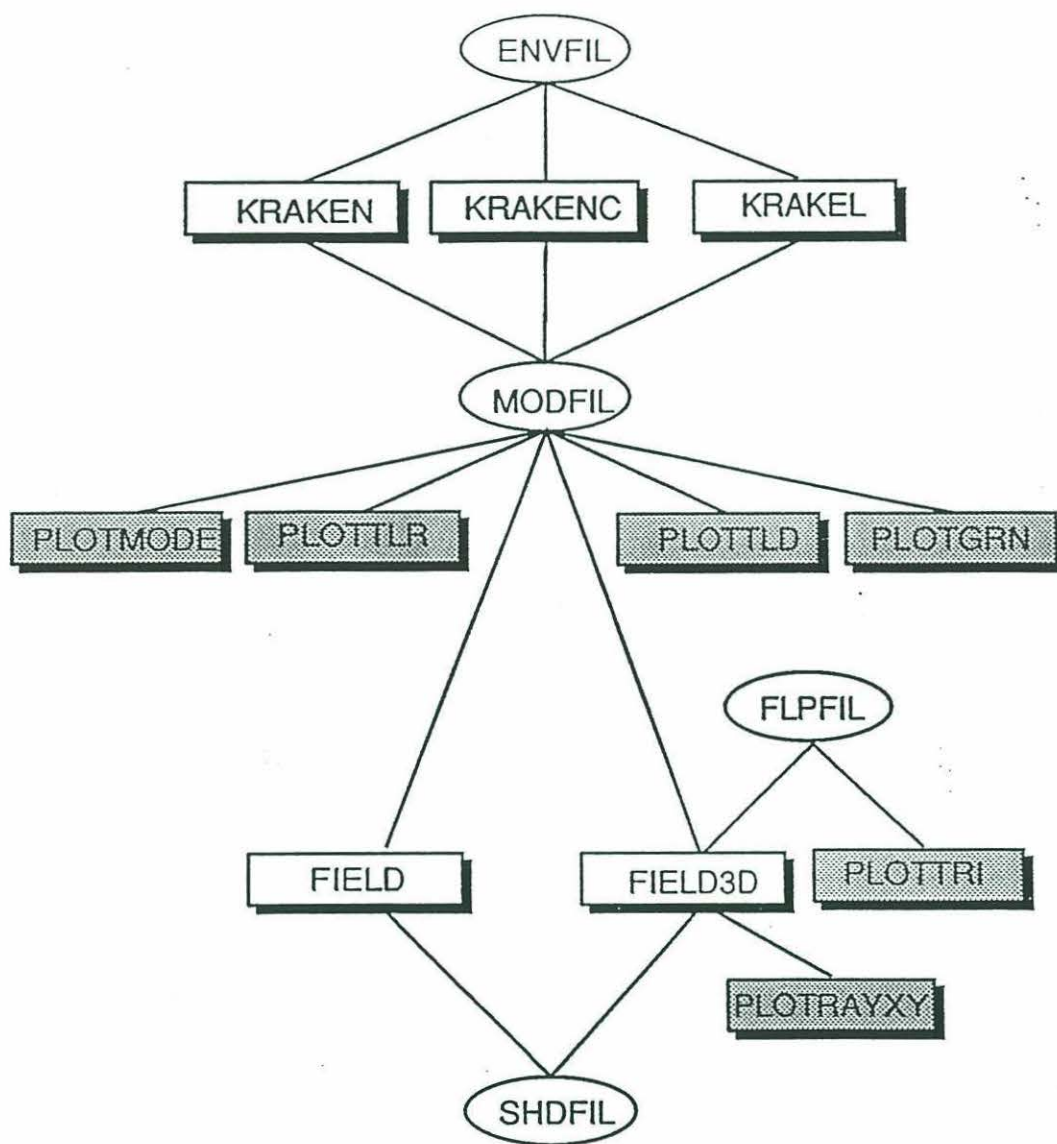 ENVFIL
KRAKEN
KRAKENC
KRAKEL
MODFIL
PLOTMODE
PLOTTLR
PLOTTLD
PLOTGRN
FLPFIL
FIELD
FIELD3D
PLOTTRI
PLOTRAYXY
SHDFIL